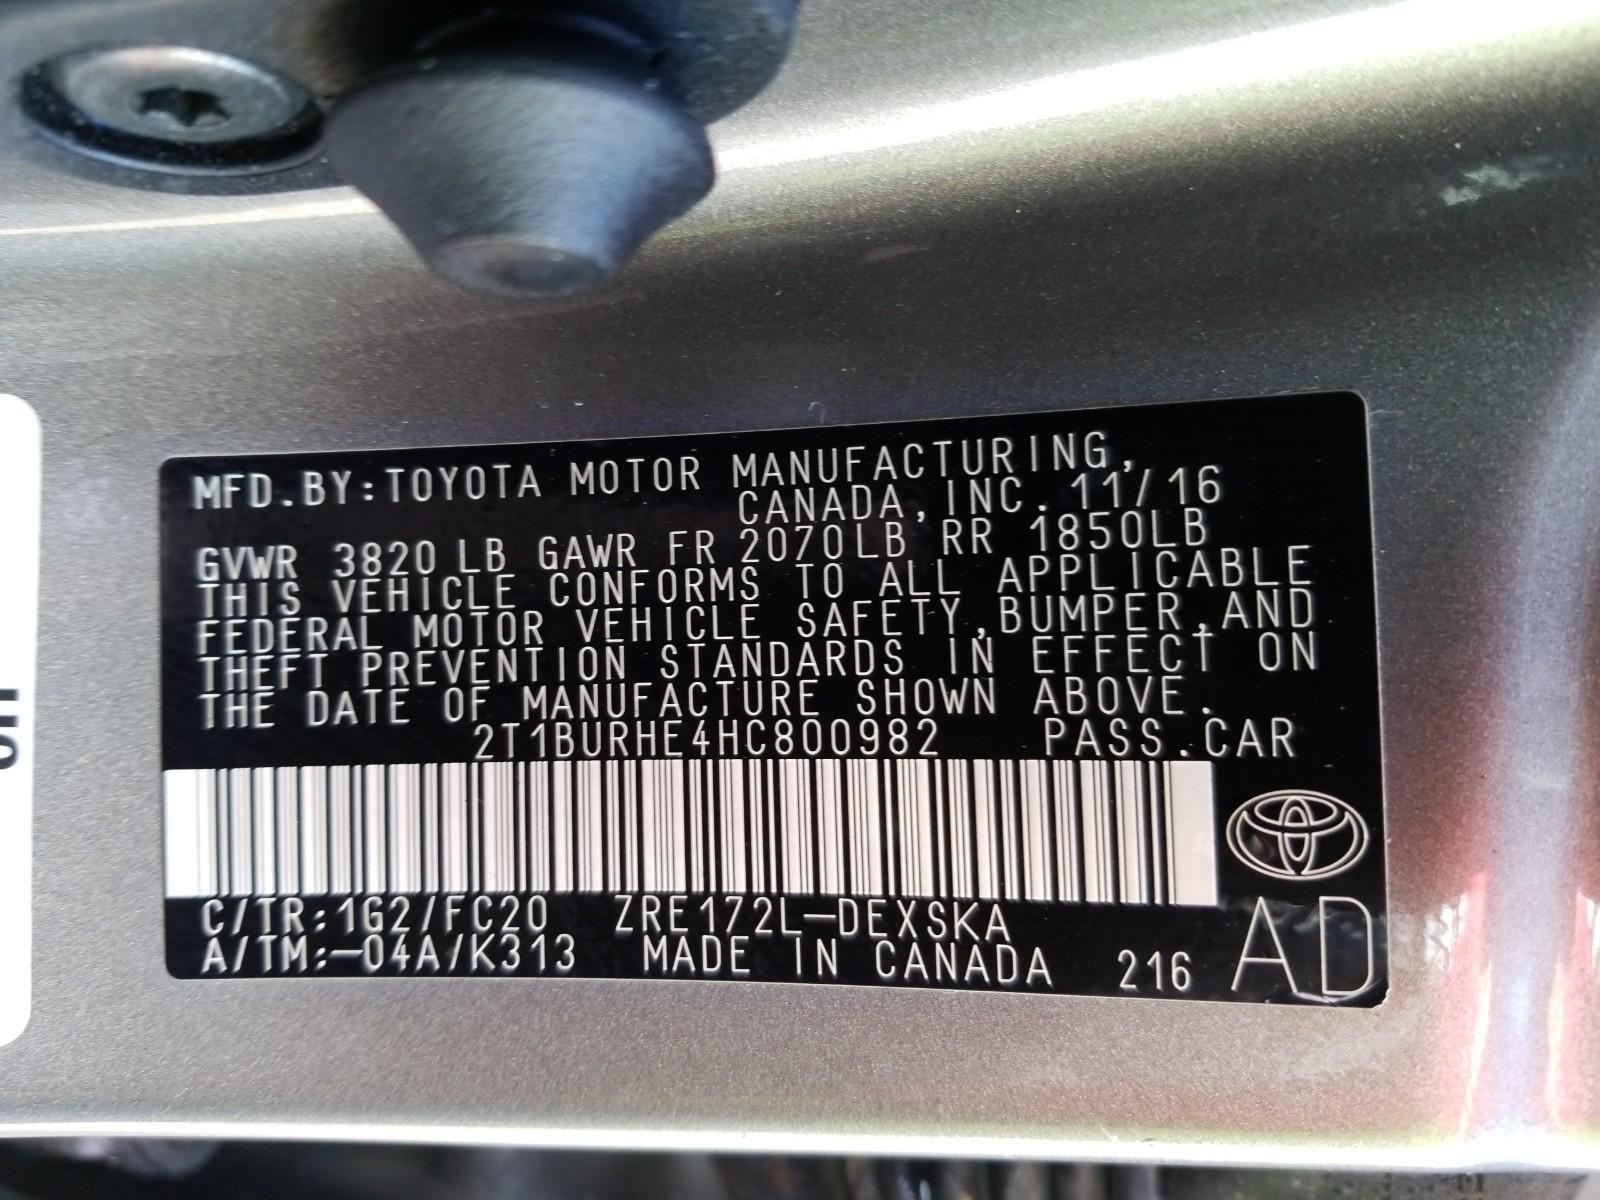 MFD.BY:TOYOTA MOTOR MANUFACTURING,
CANADA,INC.11/16
GVWR 3820 LB GAWR FR 2070LB RR 1850LB
THIS VEHICLE CONFORMS TO ALL APPLICABLE
FEDERAL MOTOR VEHICLE SAFETY,BUMPER,AND
THEFT PREVENTION STANDARDS IN EFFECT ON
THE DATE OF MANUFACTURE SHOWN ABOVE.
2T1BURHE4HC800982 PASS.CAR
C/TR:1G2/FC20 ZRE172L-DEXSKA
A/TM:-04A/K313 MADE IN CANADA 216 AD